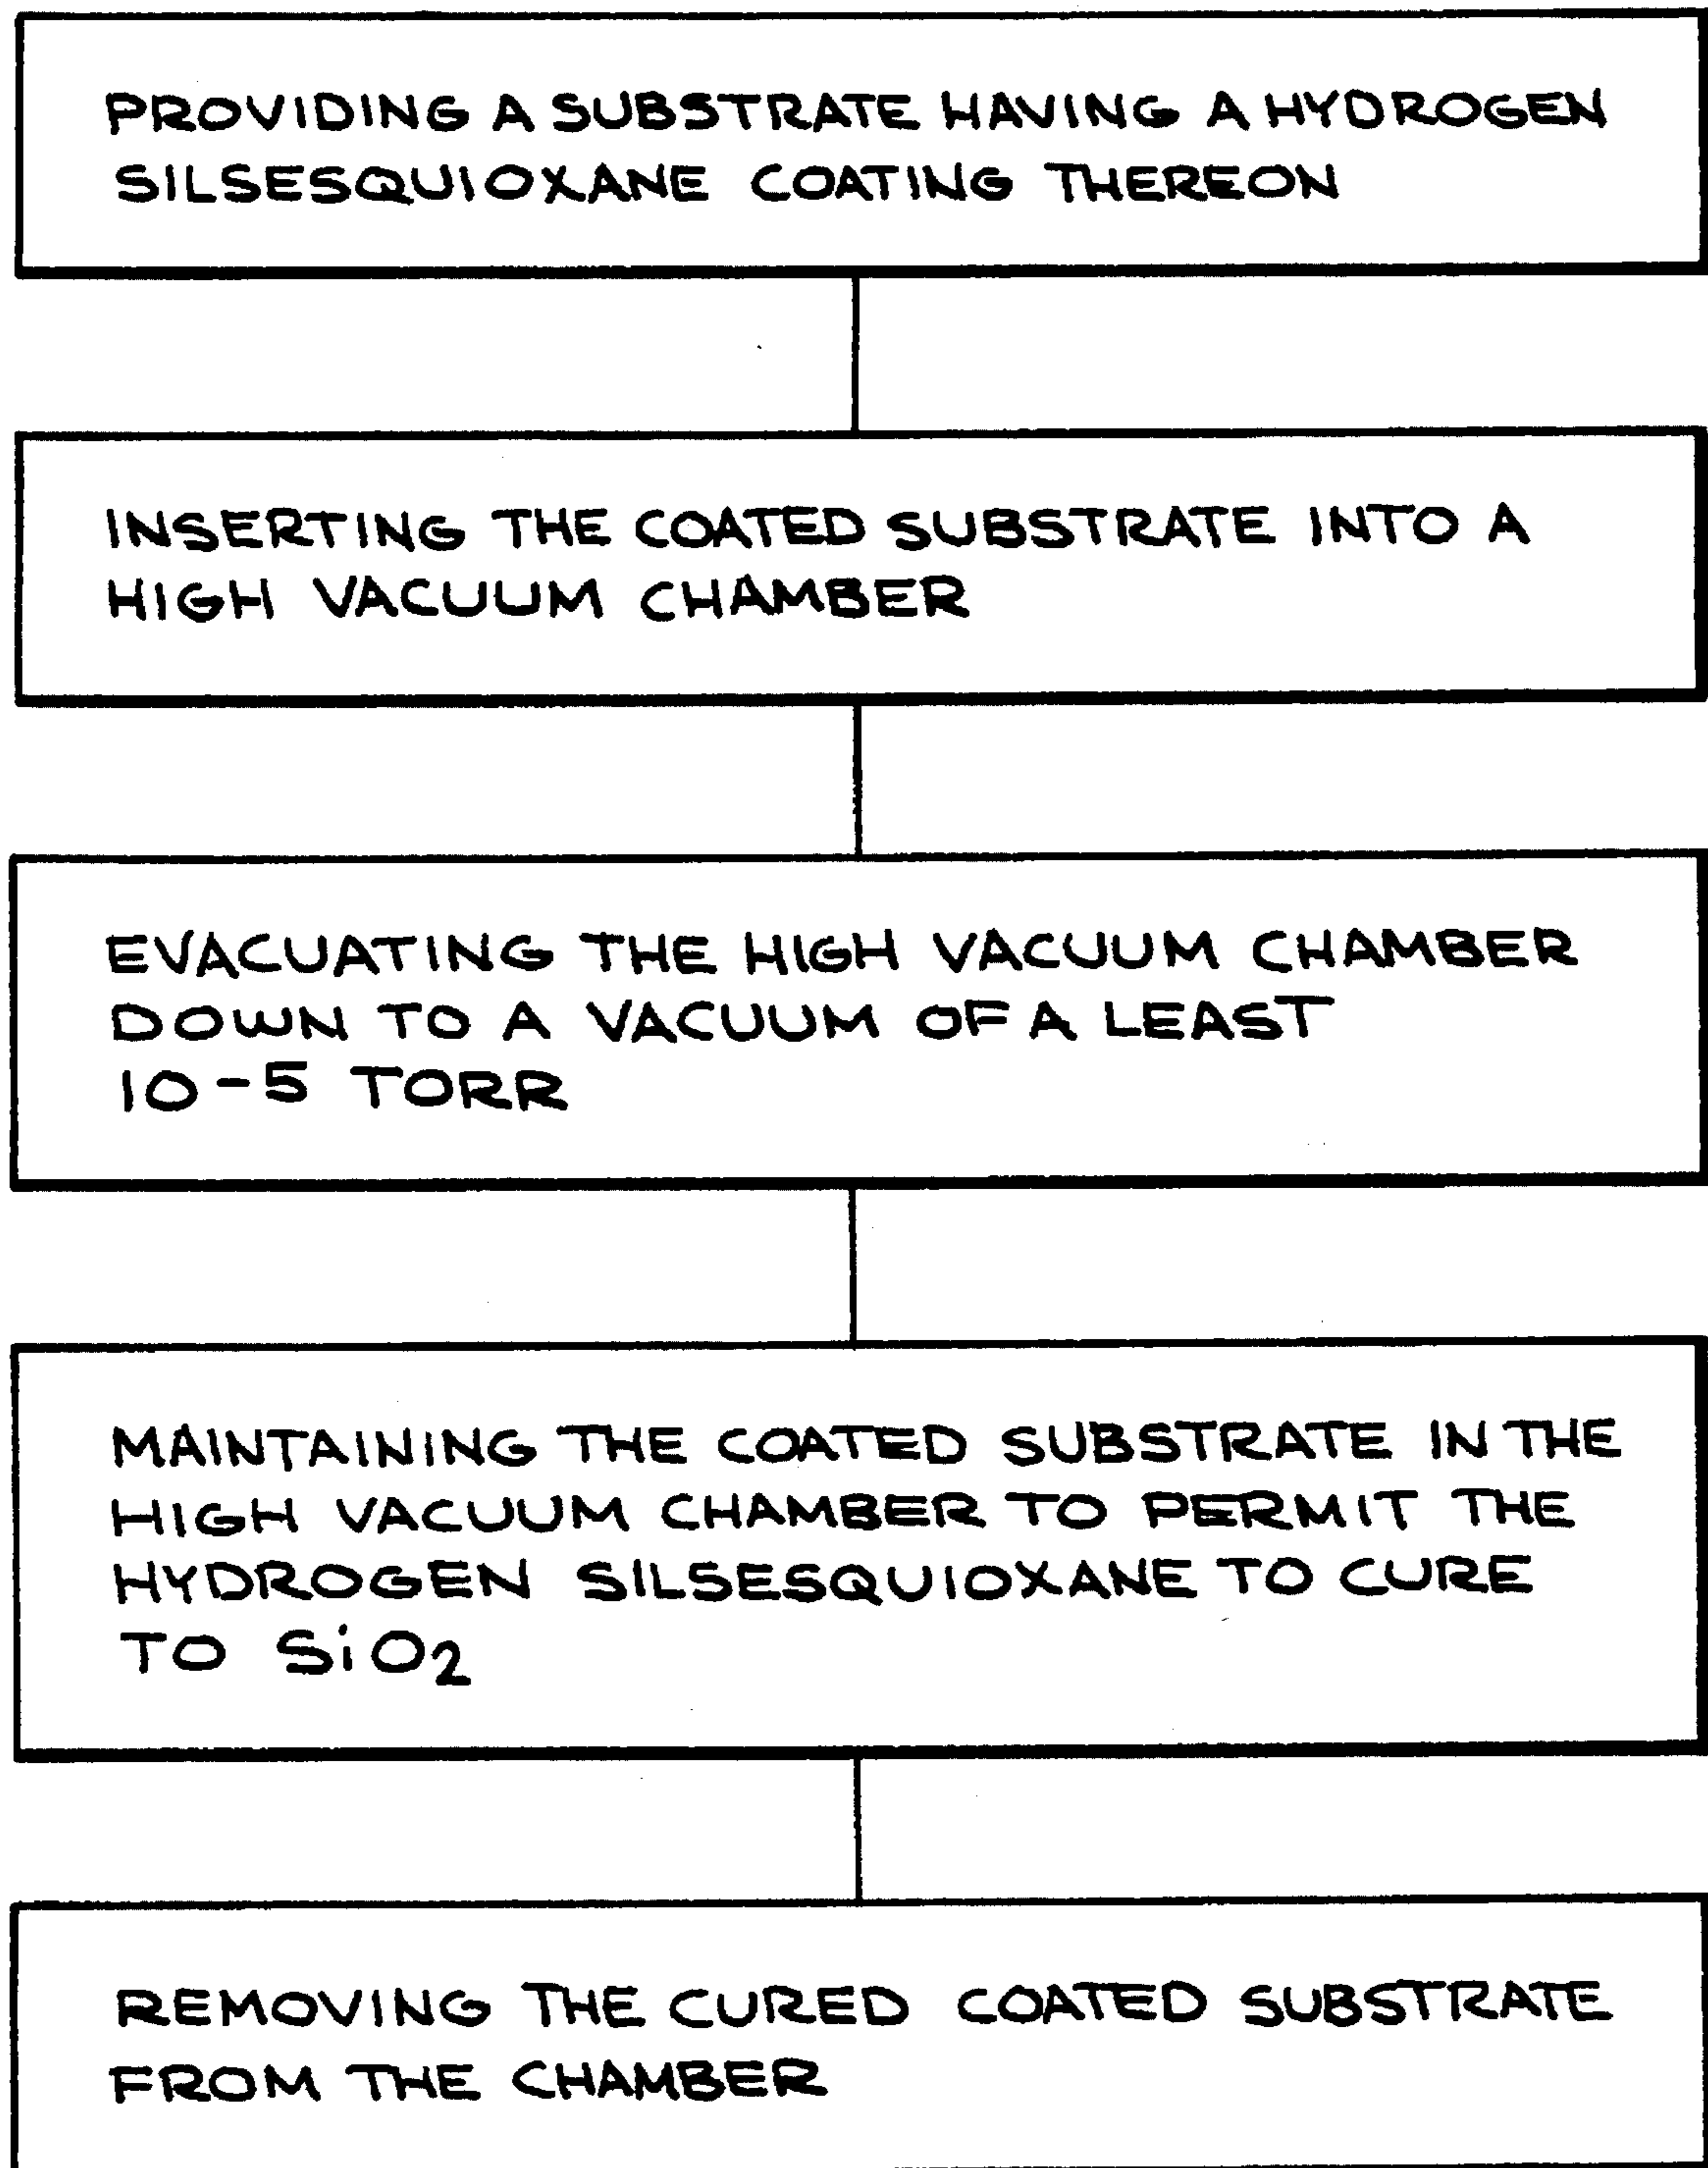 PROVIDING A SUBSTRATE HAVING A HYDROGEN
SILSESQUIOXANE COATING THEREON
INSERTING THE COATED SUBSTRATE INTO A
HIGH VACUUM CHAMBER
EVACUATING THE HIGH VACUUM CHAMBER
DOWN TO A VACUUM OF A LEAST
10-5 TORR
MAINTAINING THE COATED SUBSTRATE IN THE
HIGH VACUUM CHAMBER TO PERMIT THE
HYDROGEN SILSESQUIOXANE TO CURE
TO SiO2
REMOVING THE CURED COATED SUBSTRATE
FROM THE CHAMBER